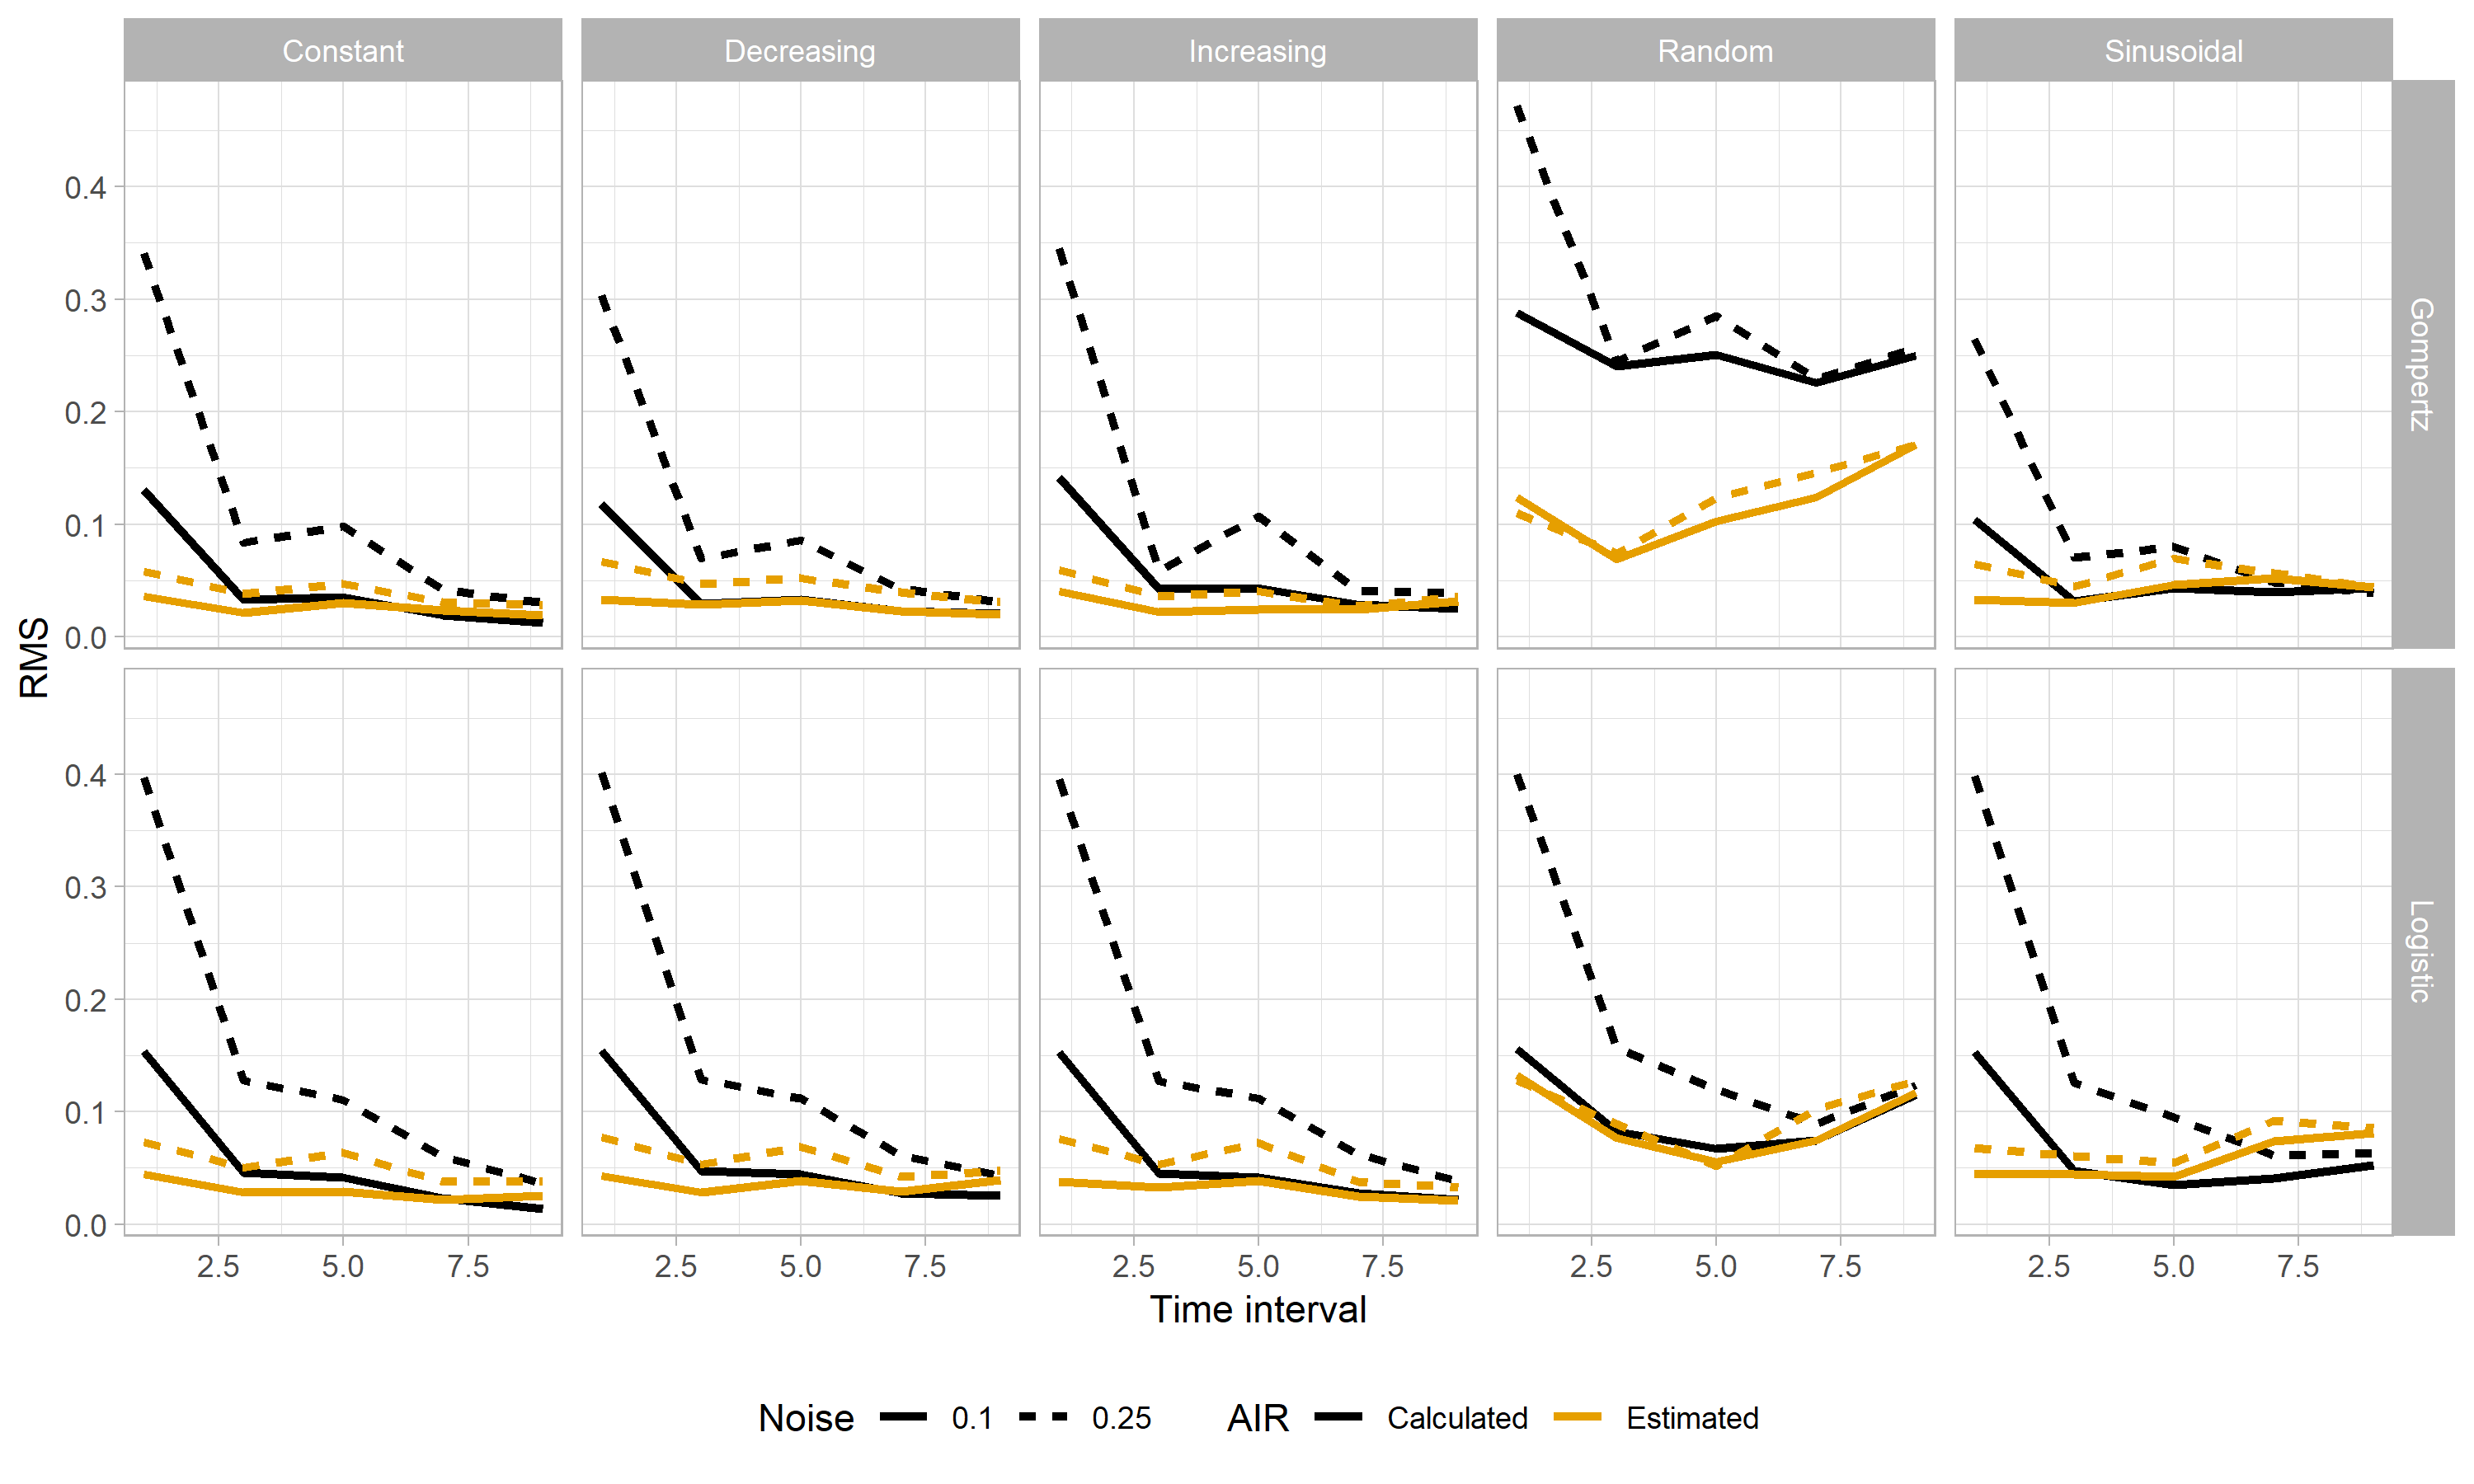 Constant Decreasing Increasing Random Sinusoidal
0.4
0.3
0.2
0.1
0.0
Gompertz
RMS
0.4
0.3
0.2
0.1
0.0
Logistic
2.5 5.0 7.5 2.5 5.0 7.5 2.5 5.0 7.5 2.5 5.0 7.5 2.5 5.0 7.5
Time interval
Noise 0.1 0.25 AIR Calculated Estimated